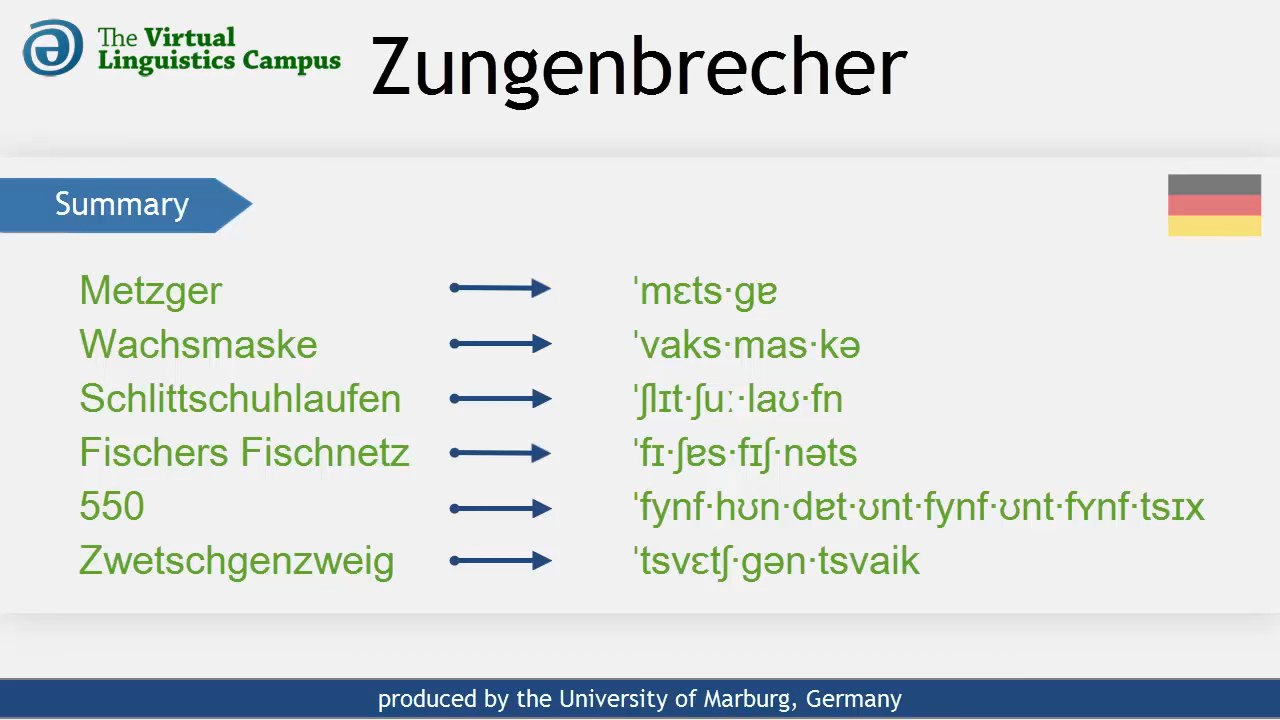 The Virtual
Linguistics Campus
Zungenbrecher
Summary
Metzger ˈmɛts·gɐ
Wachsmaske ˈvaks·mas·kə
Schlittschuhlaufen ˈʃlɪt·ʃuː·laʊ·fn
Fischers Fischnetz ˈfɪ·ʃɐs·fɪʃ·nəts
550 ˈfynf·hʊn·dɐt·ʊnt·fynf·ʊnt·fʏnf·tsɪx
Zwetschgenzweig ˈtsvɛtʃ·gən·tsvaik
produced by the University of Marburg, Germany